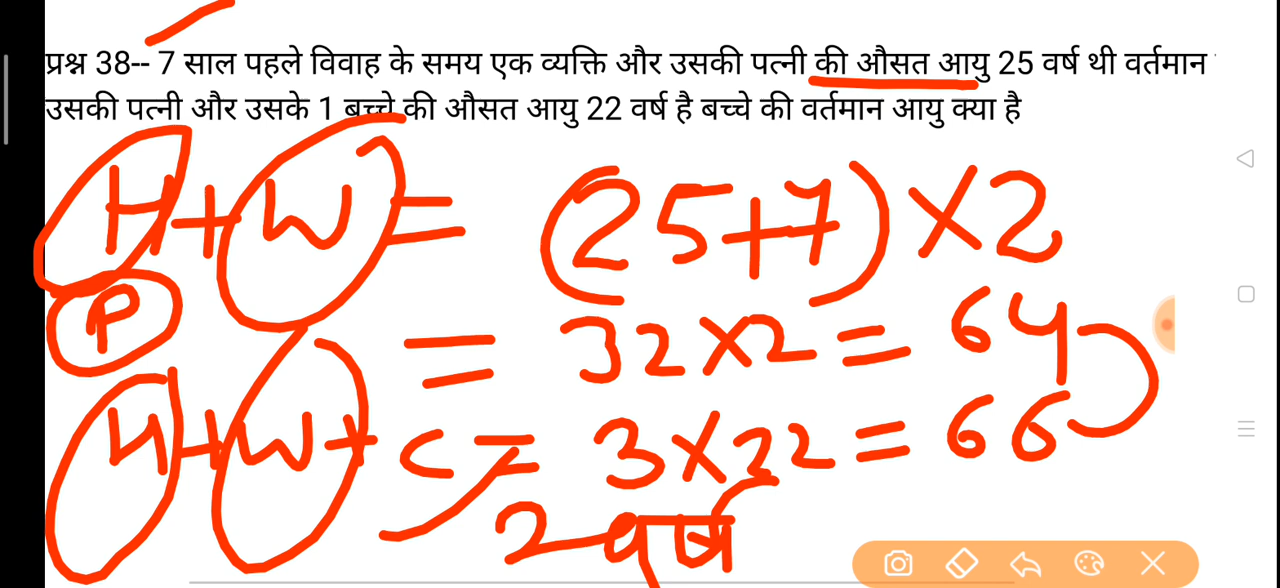 प्रश्न 38-- 7 साल पहले विवाह के समय एक व्यक्ति और उसकी पत्नी की औसत आयु 25 वर्ष थी वर्तमान
उसकी पत्नी और उसके 1 बच्चे की औसत आयु 22 वर्ष है बच्चे की वर्तमान आयु क्या है
H+W= (25+7)×2
P = 32×2=64
H+W+C= 3×22=66
2 वर्ष